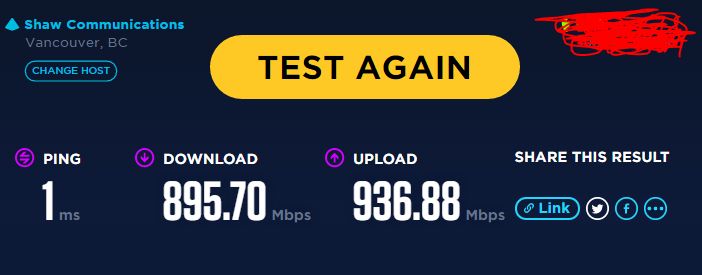 Shaw Communications
Vancouver, BC
CHANGE HOST
TEST AGAIN
PING
1 ms
DOWNLOAD
895.70 Mbps
UPLOAD
936.88 Mbps
SHARE THIS RESULT
Link